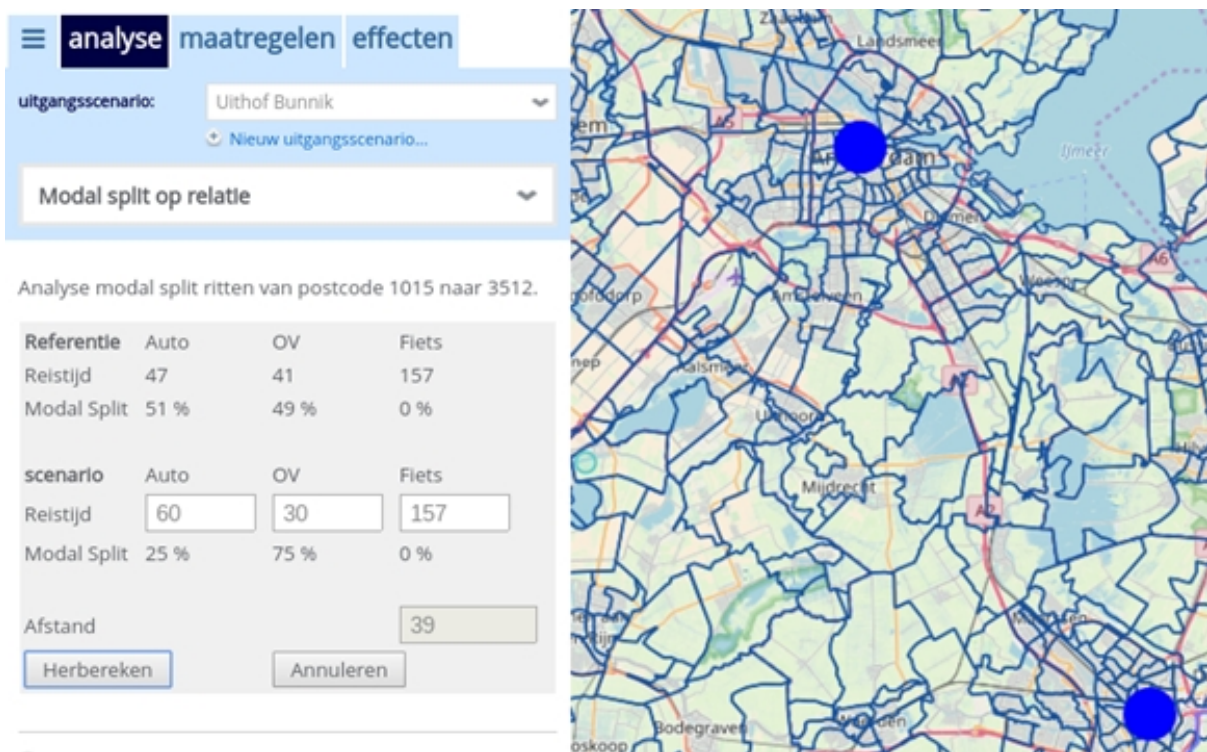 ≡ analyse maatregelen effecten
uitgangsscenario: Uithof Bunnik
Nieuw uitgangsscenario...
Modal split op relatie
Analyse modal split ritten van postcode 1015 naar 3512.
Referentie Auto OV Fiets
Reistijd 47 41 157
Modal Split 51 % 49 % 0 %
scenario Auto OV Fiets
Reistijd 60 30 157
Modal Split 25 % 75 % 0 %
Afstand 39
Herbereken Annuleren
Landsmeer
A5
IJmeer
Diemen
A6
Weesp
Amstelveen
Aalsmeer
Uithoorn
Mijdrecht
A2
Maarssen
Bodegraven
Woerden